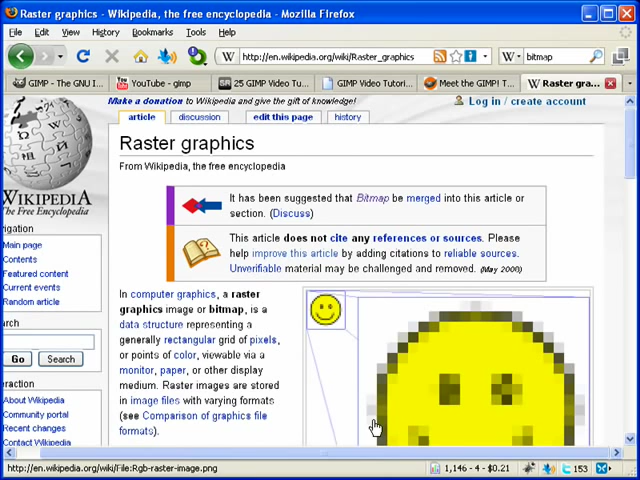 Raster graphics - Wikipedia, the free encyclopedia - Mozilla Firefox
File Edit View History Bookmarks Tools Help
http://en.wikipedia.org/wiki/Raster_graphics
bitmap
GIMP - The GNU I...
YouTube - gimp
25 GIMP Video Tu...
GIMP Video Tutori...
Meet the GIMP! T...
Raster gra...
Make a donation to Wikipedia and give the gift of knowledge!
Log in / create account
article discussion edit this page history
Raster graphics
From Wikipedia, the free encyclopedia
WIKIPEDIA
The Free Encyclopedia
It has been suggested that Bitmap be merged into this article or
section. (Discuss)
This article does not cite any references or sources. Please
help improve this article by adding citations to reliable sources.
Unverifiable material may be challenged and removed. (May 2008)
vigation
Main page
Contents
Featured content
Current events
Random article
arch
Go Search
eraction
About Wikipedia
Community portal
Recent changes
Contact Wikipedia
In computer graphics, a raster
graphics image or bitmap, is a
data structure representing a
generally rectangular grid of pixels,
or points of color, viewable via a
monitor, paper, or other display
medium. Raster images are stored
in image files with varying formats
(see Comparison of graphics file
formats).
http://en.wikipedia.org/wiki/File:Rgb-raster-image.png
1,146 - 4 - $0.21
153